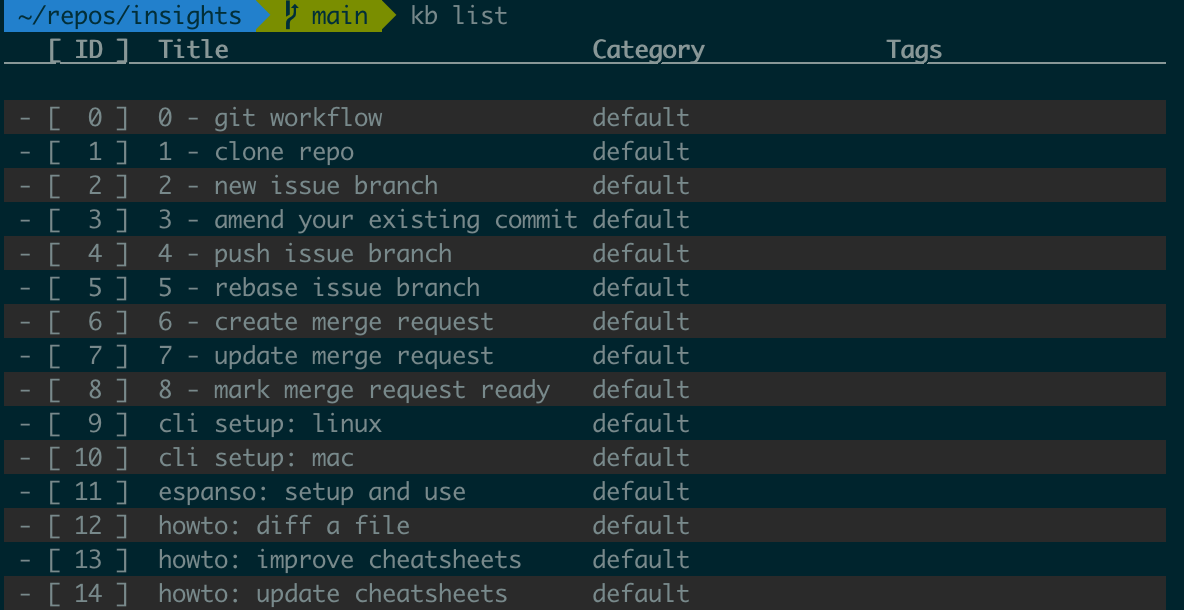 ~/repos/insights main kb list
[ ID ] Title Category Tags
- [ 0 ] 0 - git workflow default
- [ 1 ] 1 - clone repo default
- [ 2 ] 2 - new issue branch default
- [ 3 ] 3 - amend your existing commit default
- [ 4 ] 4 - push issue branch default
- [ 5 ] 5 - rebase issue branch default
- [ 6 ] 6 - create merge request default
- [ 7 ] 7 - update merge request default
- [ 8 ] 8 - mark merge request ready default
- [ 9 ] cli setup: linux default
- [ 10 ] cli setup: mac default
- [ 11 ] espanso: setup and use default
- [ 12 ] howto: diff a file default
- [ 13 ] howto: improve cheatsheets default
- [ 14 ] howto: update cheatsheets default